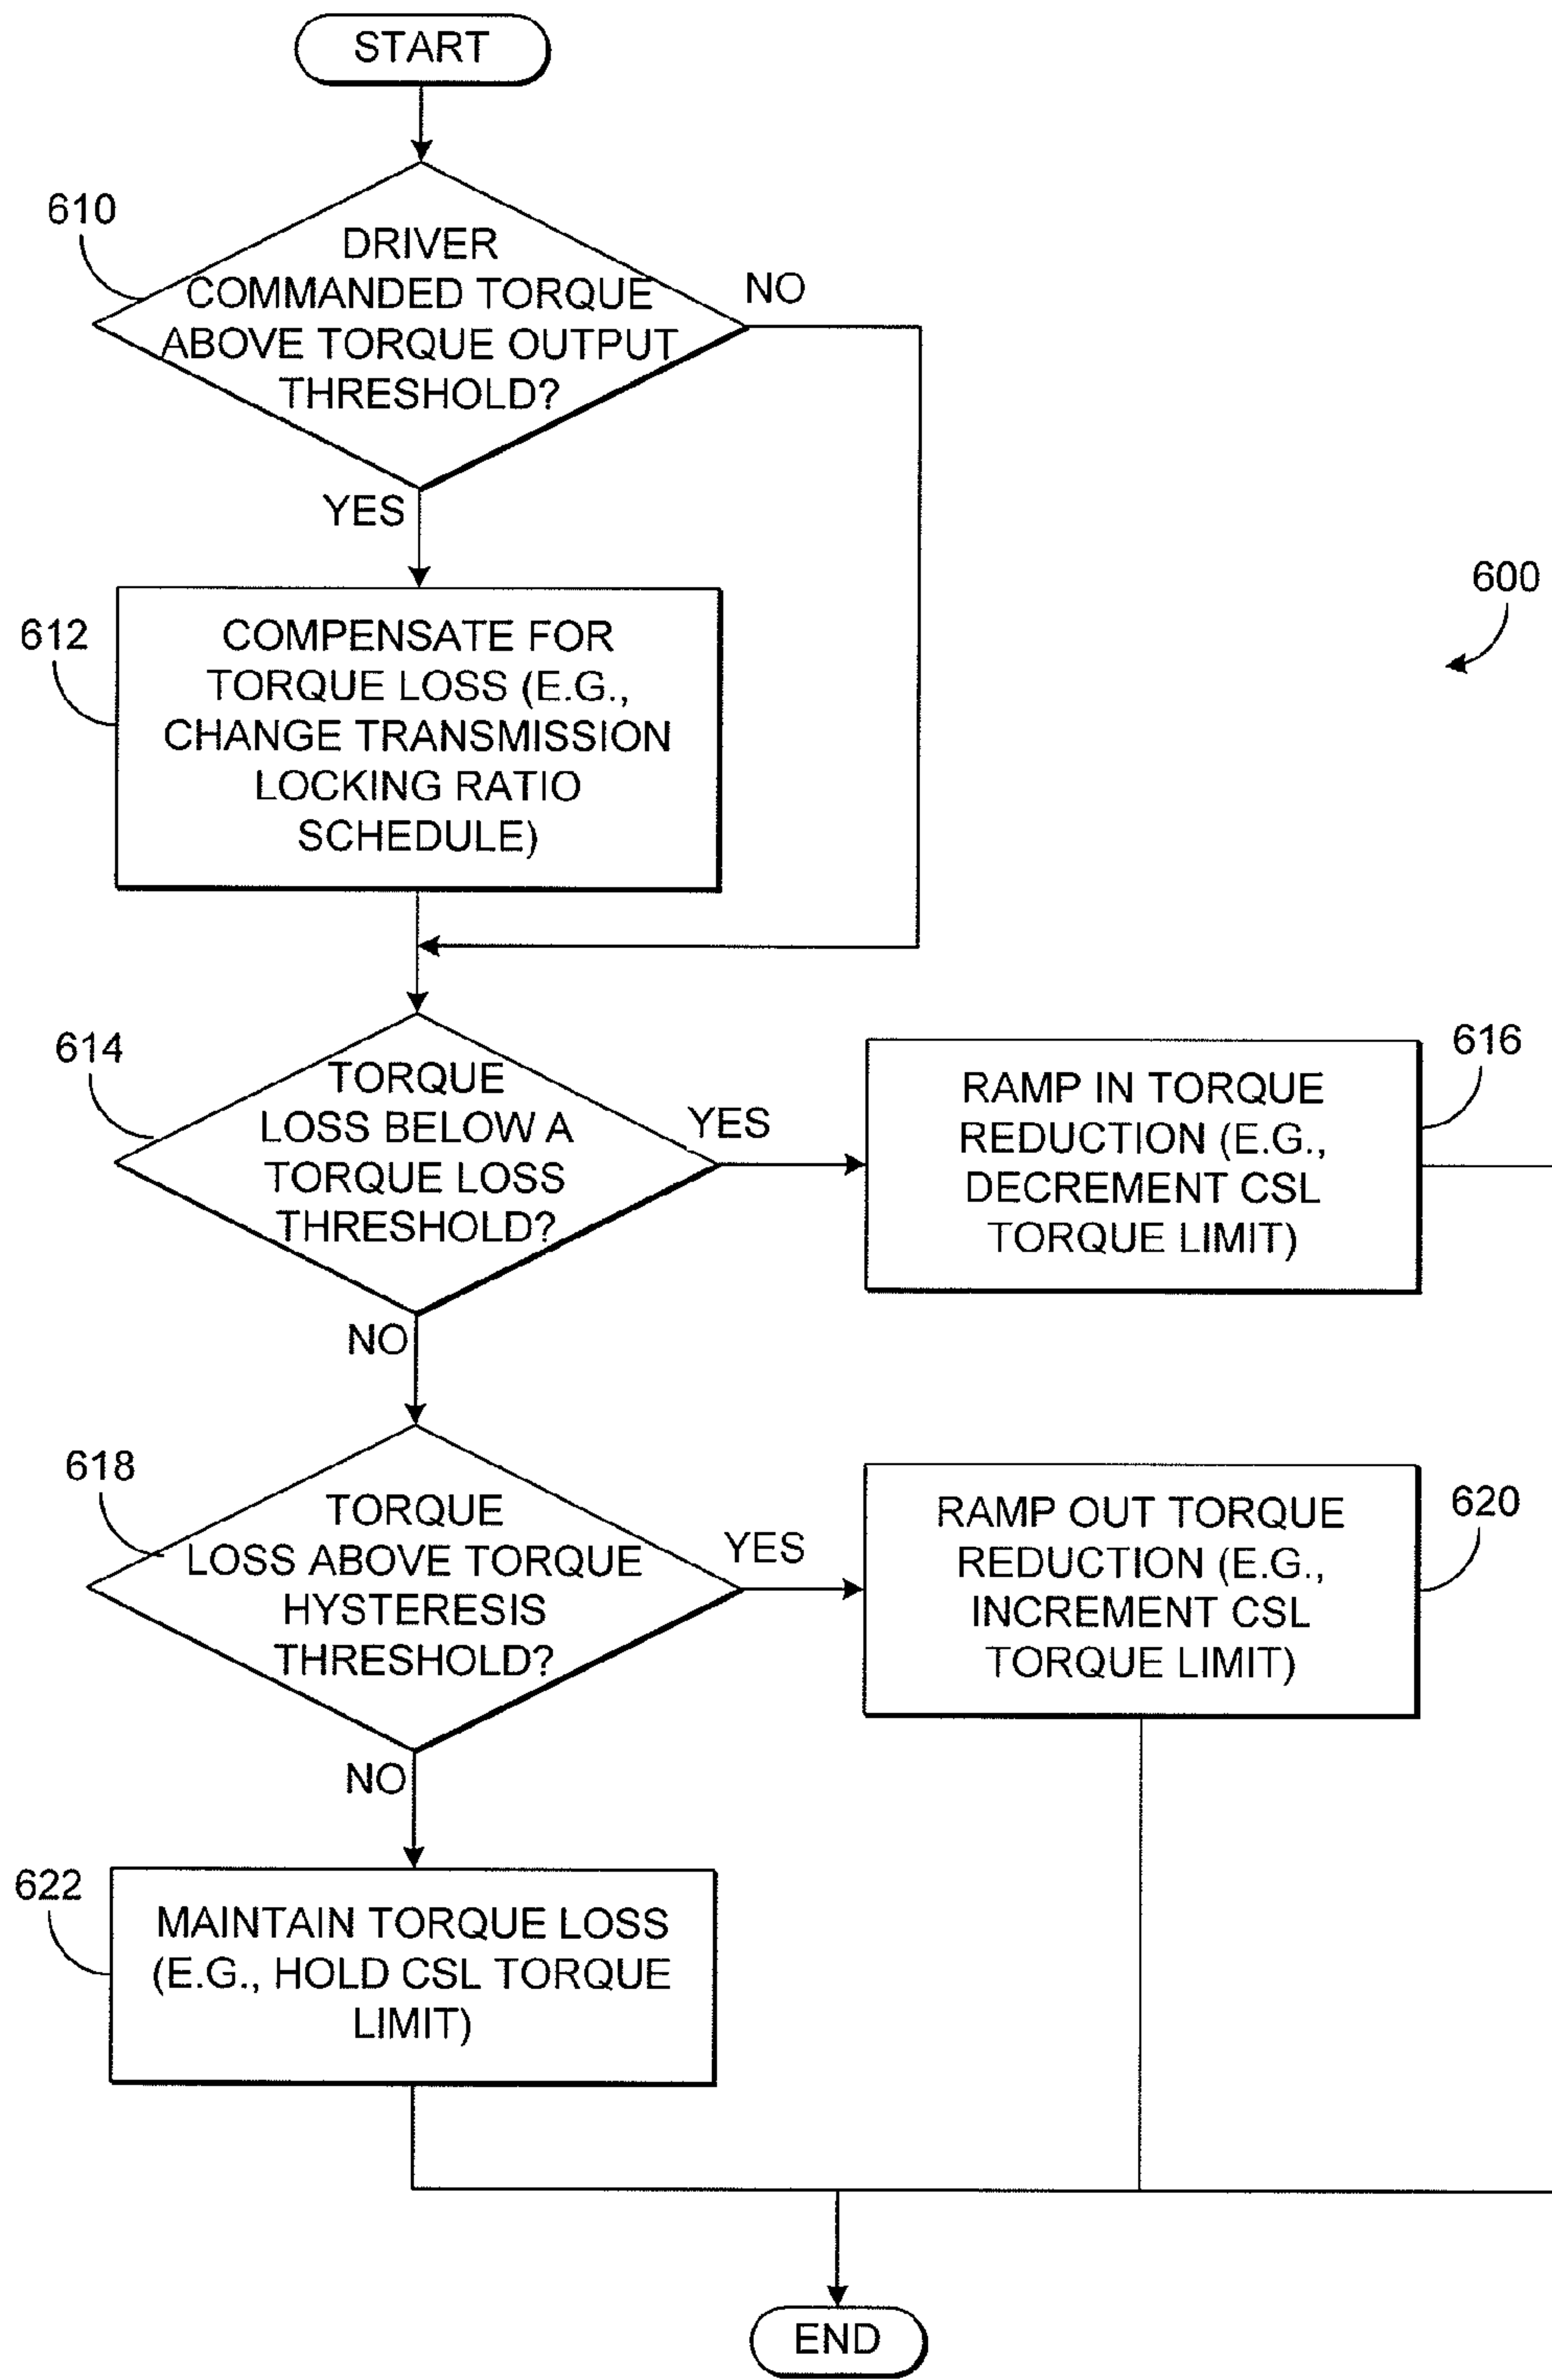 START
610
DRIVER
COMMANDED TORQUE
ABOVE TORQUE OUTPUT
THRESHOLD?
NO
YES
600
612
COMPENSATE FOR
TORQUE LOSS (E.G.,
CHANGE TRANSMISSION
LOCKING RATIO
SCHEDULE)
614
TORQUE
LOSS BELOW A
TORQUE LOSS
THRESHOLD?
YES
NO
616
RAMP IN TORQUE
REDUCTION (E.G.,
DECREMENT CSL
TORQUE LIMIT)
618
TORQUE
LOSS ABOVE TORQUE
HYSTERESIS
THRESHOLD?
YES
NO
620
RAMP OUT TORQUE
REDUCTION (E.G.,
INCREMENT CSL
TORQUE LIMIT)
622
MAINTAIN TORQUE LOSS
(E.G., HOLD CSL TORQUE
LIMIT)
END